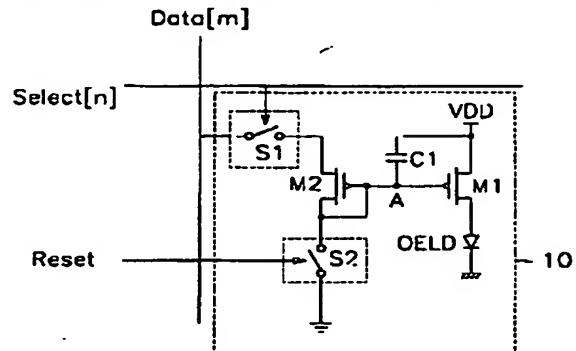 Data[m]
Select[n]
VDD
S1
C1
M2
A
M1
OELD
Reset
S2
10